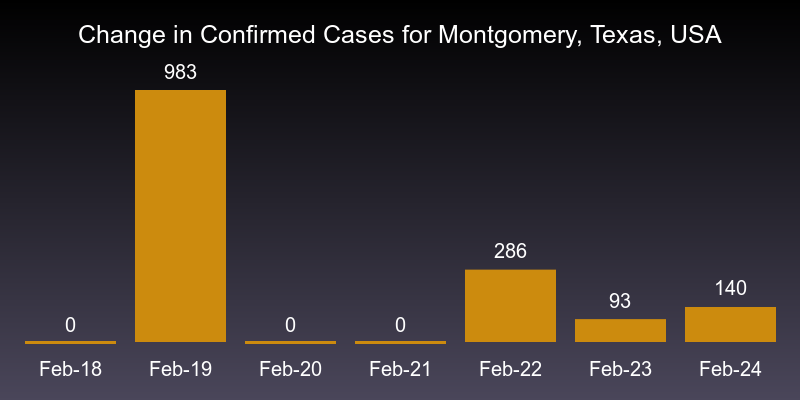 Change in Confirmed Cases for Montgomery, Texas, USA
983
286
140
93
0
0
0
Feb-18
Feb-19
Feb-20
Feb-21
Feb-22
Feb-23
Feb-24